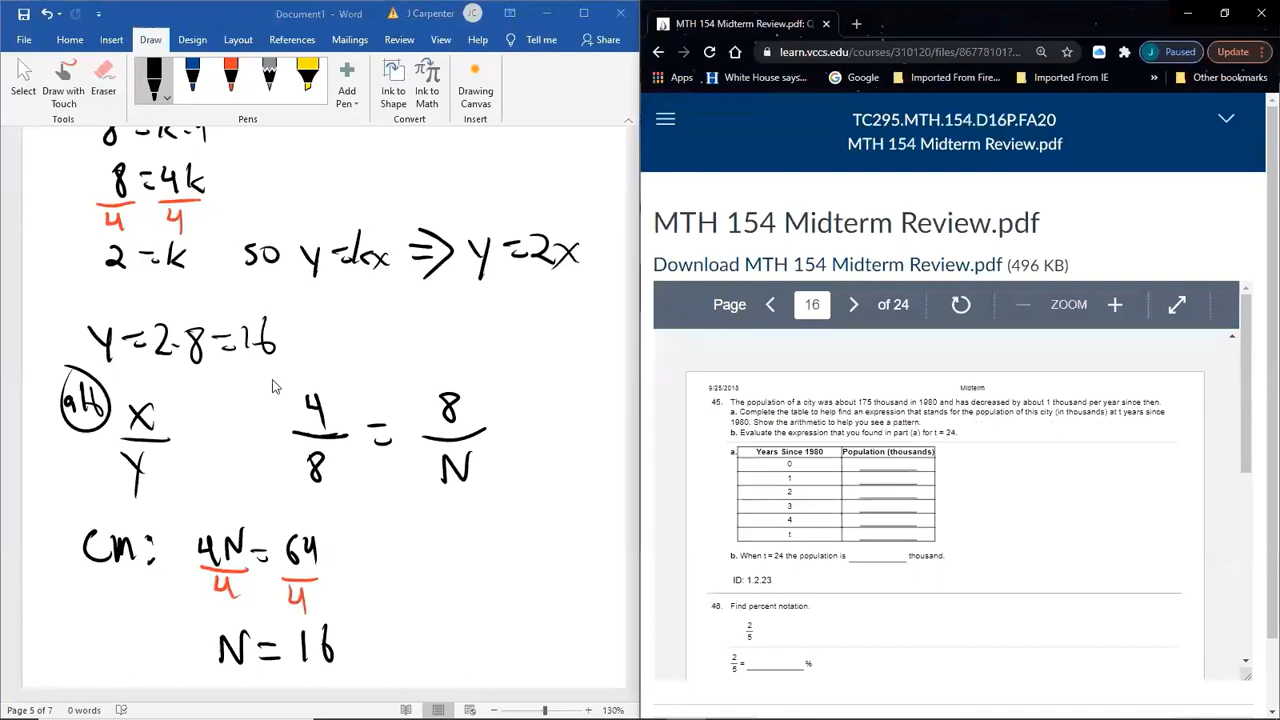 Document1 - Word
J Carpenter JC
File Home Insert Draw Design Layout References Mailings Review View Help Tell me Share
Select Draw with Touch Eraser Add Pen Ink to Shape Ink to Math Drawing Canvas
Tools Pens Convert Insert
8 = 4k
4 4
2 = k so y = kx ⇒ y = 2x
y = 2·8 = 16
alt
x/y 4/8 = 8/N
Cm: 4N = 64
4 4
N = 16
Page 5 of 7 0 words 130%
learn.vccs.edu/courses/310120/files/86778101?...
Paused Update
Apps White House says... Google Imported From Fire... Imported From IE » Other bookmarks
TC295.MTH.154.D16P.FA20
MTH 154 Midterm Review.pdf
MTH 154 Midterm Review.pdf
Download MTH 154 Midterm Review.pdf (496 KB)
Page 16 of 24 ZOOM
Midterm
45. The population of a city was about 175 thousand in 1980 and has decreased by about 1 thousand per year since then.
a. Complete the table to help find an expression that stands for the population of this city (in thousands) at t years since
1980. Show the arithmetic to help you see a pattern.
b. Evaluate the expression that you found in part (a) for t = 24.
a. Years Since 1980 Population (thousands)
0
1
2
3
4
t
b. When t = 24 the population is ________ thousand.
ID: 1.2.23
46. Find percent notation.
2/5
2/5 = ________ %